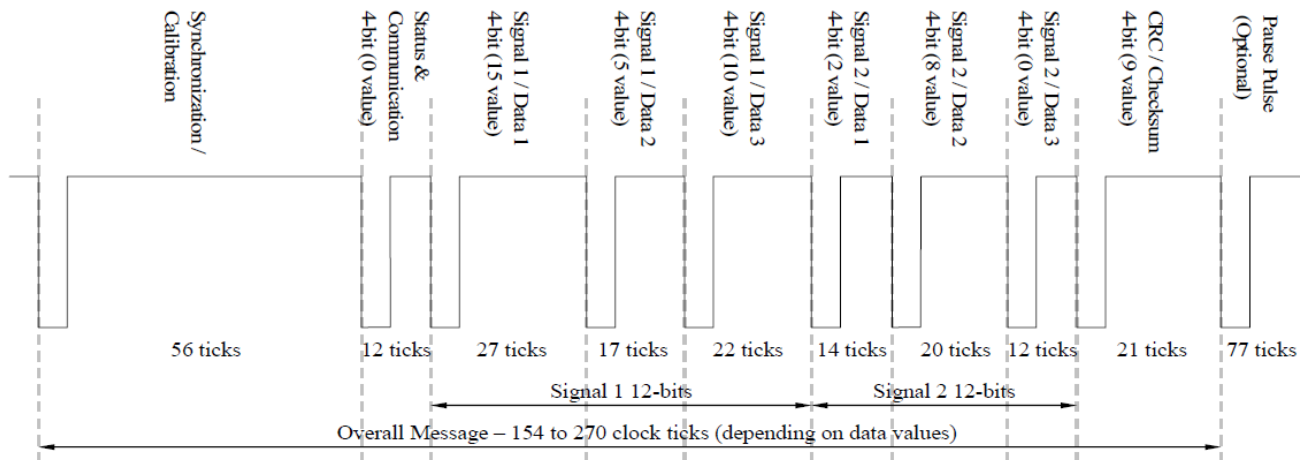 Synchronization /
Calibration
Status &
Communication
4-bit (0 value)
Signal 1 / Data 1
4-bit (15 value)
Signal 1 / Data 2
4-bit (5 value)
Signal 1 / Data 3
4-bit (10 value)
Signal 2 / Data 1
4-bit (2 value)
Signal 2 / Data 2
4-bit (8 value)
Signal 2 / Data 3
4-bit (0 value)
CRC / Checksum
4-bit (9 value)
Pause Pulse
(Optional)
56 ticks
12 ticks
27 ticks
17 ticks
22 ticks
14 ticks
20 ticks
12 ticks
21 ticks
77 ticks
Signal 1 12-bits
Signal 2 12-bits
Overall Message – 154 to 270 clock ticks (depending on data values)